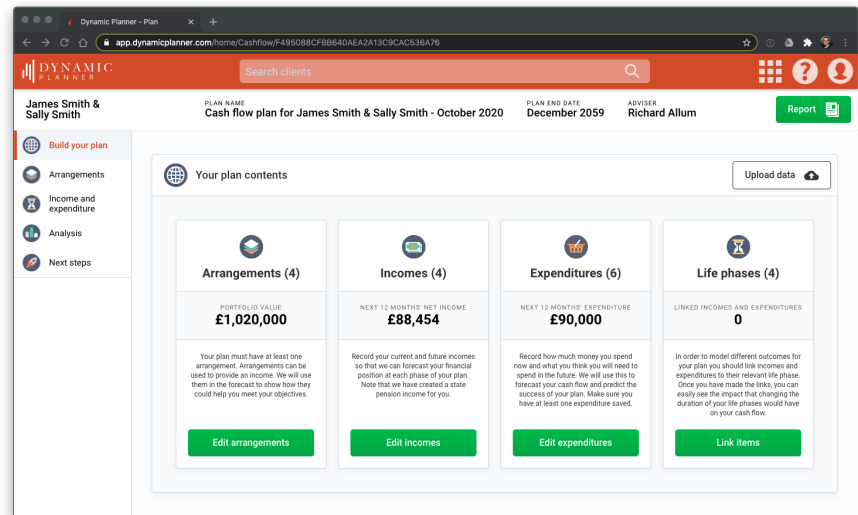 Dynamic Planner - Plan
app.dynamicplanner.com/home/Cashflow/F495088CFBB640AEA2A13C9CAC536A76
DYNAMIC
PLANNER
Search clients
James Smith &
Sally Smith
PLAN NAME
Cash flow plan for James Smith & Sally Smith - October 2020
PLAN END DATE
December 2059
ADVISER
Richard Allum
Report
Build your plan
Arrangements
Income and
expenditure
Analysis
Next steps
Your plan contents
Upload data
Arrangements (4)
PORTFOLIO VALUE
£1,020,000
Your plan must have at least one
arrangement. Arrangements can be
used to provide an income. We will use
them in the forecast to show how they
could help you meet your objectives.
Edit arrangements
Incomes (4)
NEXT 12 MONTHS' NET INCOME
£88,454
Record your current and future incomes
so that we can forecast your financial
position at each phase of your plan.
Note that we have created a state
pension income for you.
Edit incomes
Expenditures (6)
NEXT 12 MONTHS' EXPENDITURE
£90,000
Record how much money you spend
now and what you think you will need to
spend in the future. We will use this to
forecast your cash flow and predict the
success of your plan. Make sure you
have at least one expenditure saved.
Edit expenditures
Life phases (4)
LINKED INCOMES AND EXPENDITURES
0
In order to model different outcomes for
your plan you should link incomes and
expenditures to their relevant life phase.
Once you have made the links, you can
easily see the impact that changing the
duration of your life phases would have
on your cash flow.
Link items